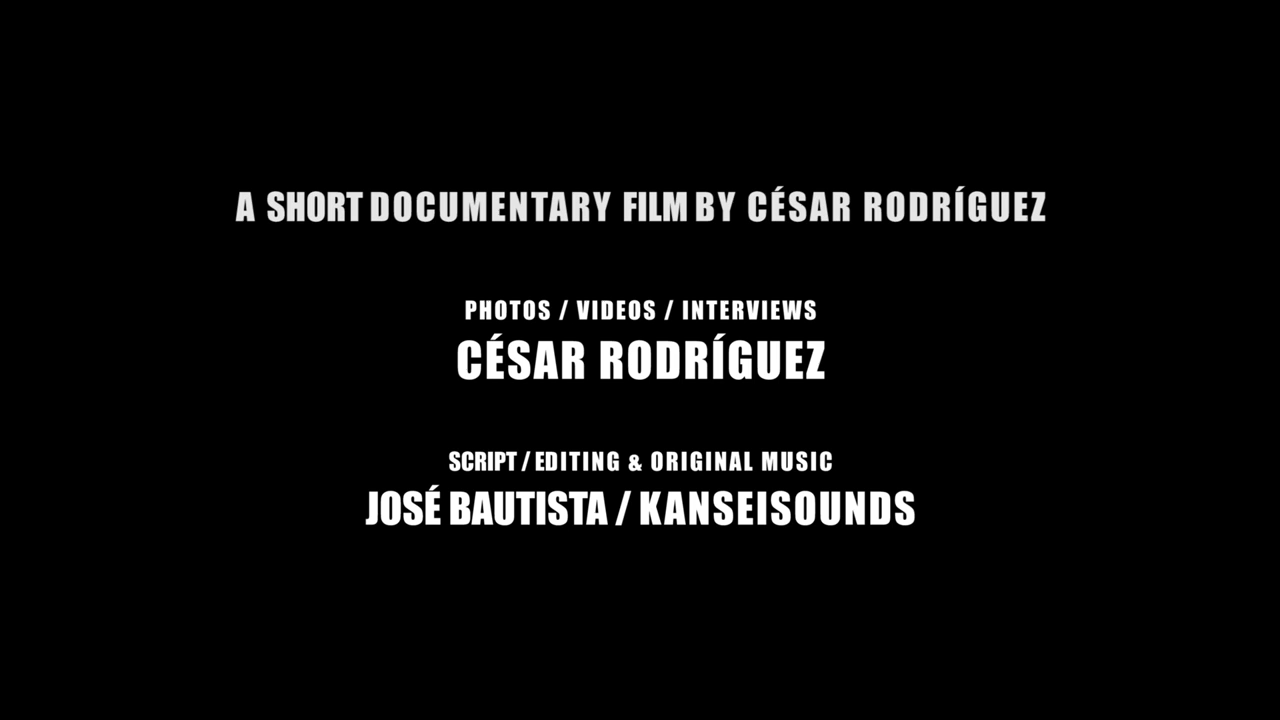 A SHORT DOCUMENTARY FILM BY CÉSAR RODRÍGUEZ
PHOTOS / VIDEOS / INTERVIEWS
CÉSAR RODRÍGUEZ
SCRIPT / EDITING & ORIGINAL MUSIC
JOSÉ BAUTISTA / KANSEISOUNDS